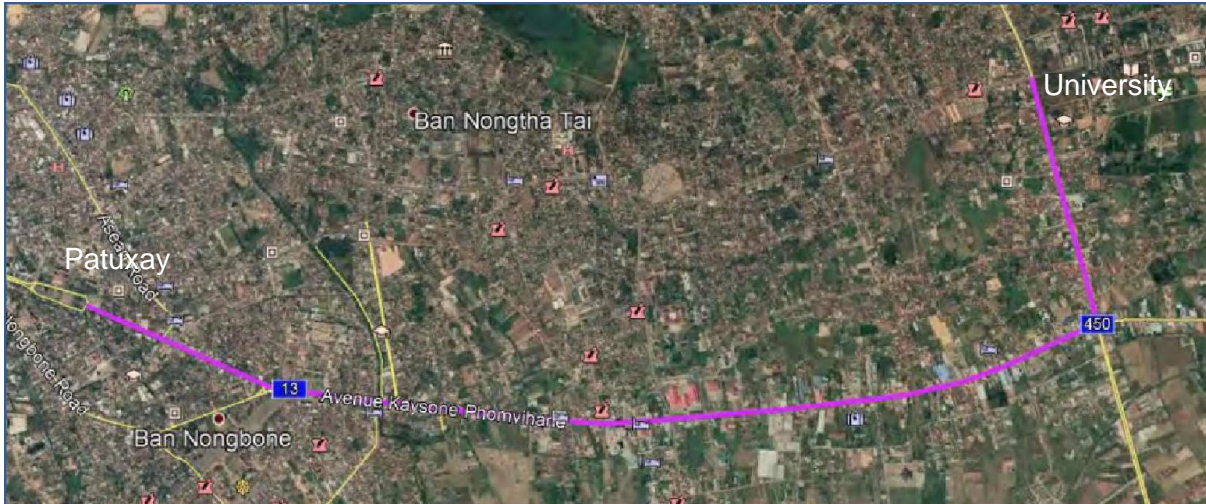 University
Ban Nongtha Tai
Asean Road
Patuxay
450
13
Avenue Kaysone Phomvihane
Nongbone Road
Ban Nongbone